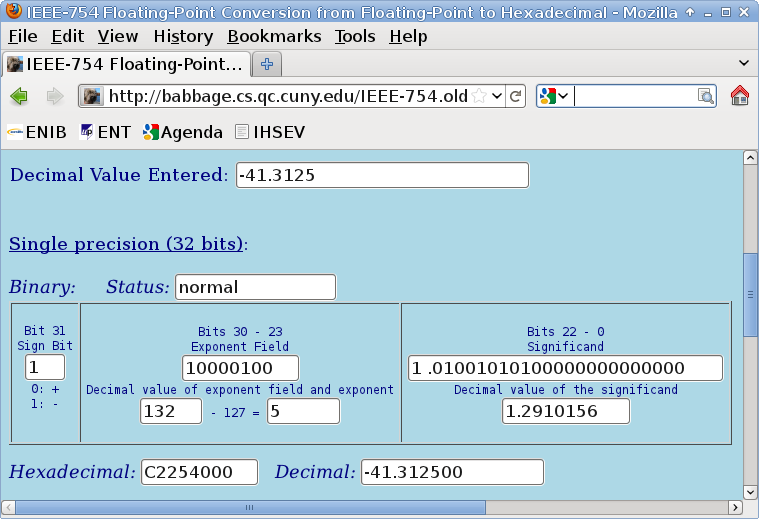 IEEE-754 Floating-Point Conversion from Floating-Point to Hexadecimal - Mozilla
File Edit View History Bookmarks Tools Help
IEEE-754 Floating-Point...
http://babbage.cs.qc.cuny.edu/IEEE-754.old
ENIB ENT Agenda IHSEV
Decimal Value Entered: -41.3125
Single precision (32 bits):
Binary: Status: normal
Bit 31
Sign Bit
1
0: +
1: -
Bits 30 - 23
Exponent Field
10000100
Decimal value of exponent field and exponent
132 - 127 = 5
Bits 22 - 0
Significand
1 .01001010100000000000000
Decimal value of the significand
1.2910156
Hexadecimal: C2254000 Decimal: -41.312500